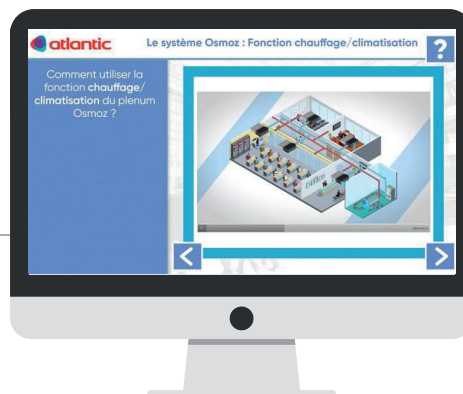 atlantic
Le système Osmoz : Fonction chauffage/climatisation
?
Comment utiliser la
fonction chauffage/
climatisation du plenum
Osmoz ?